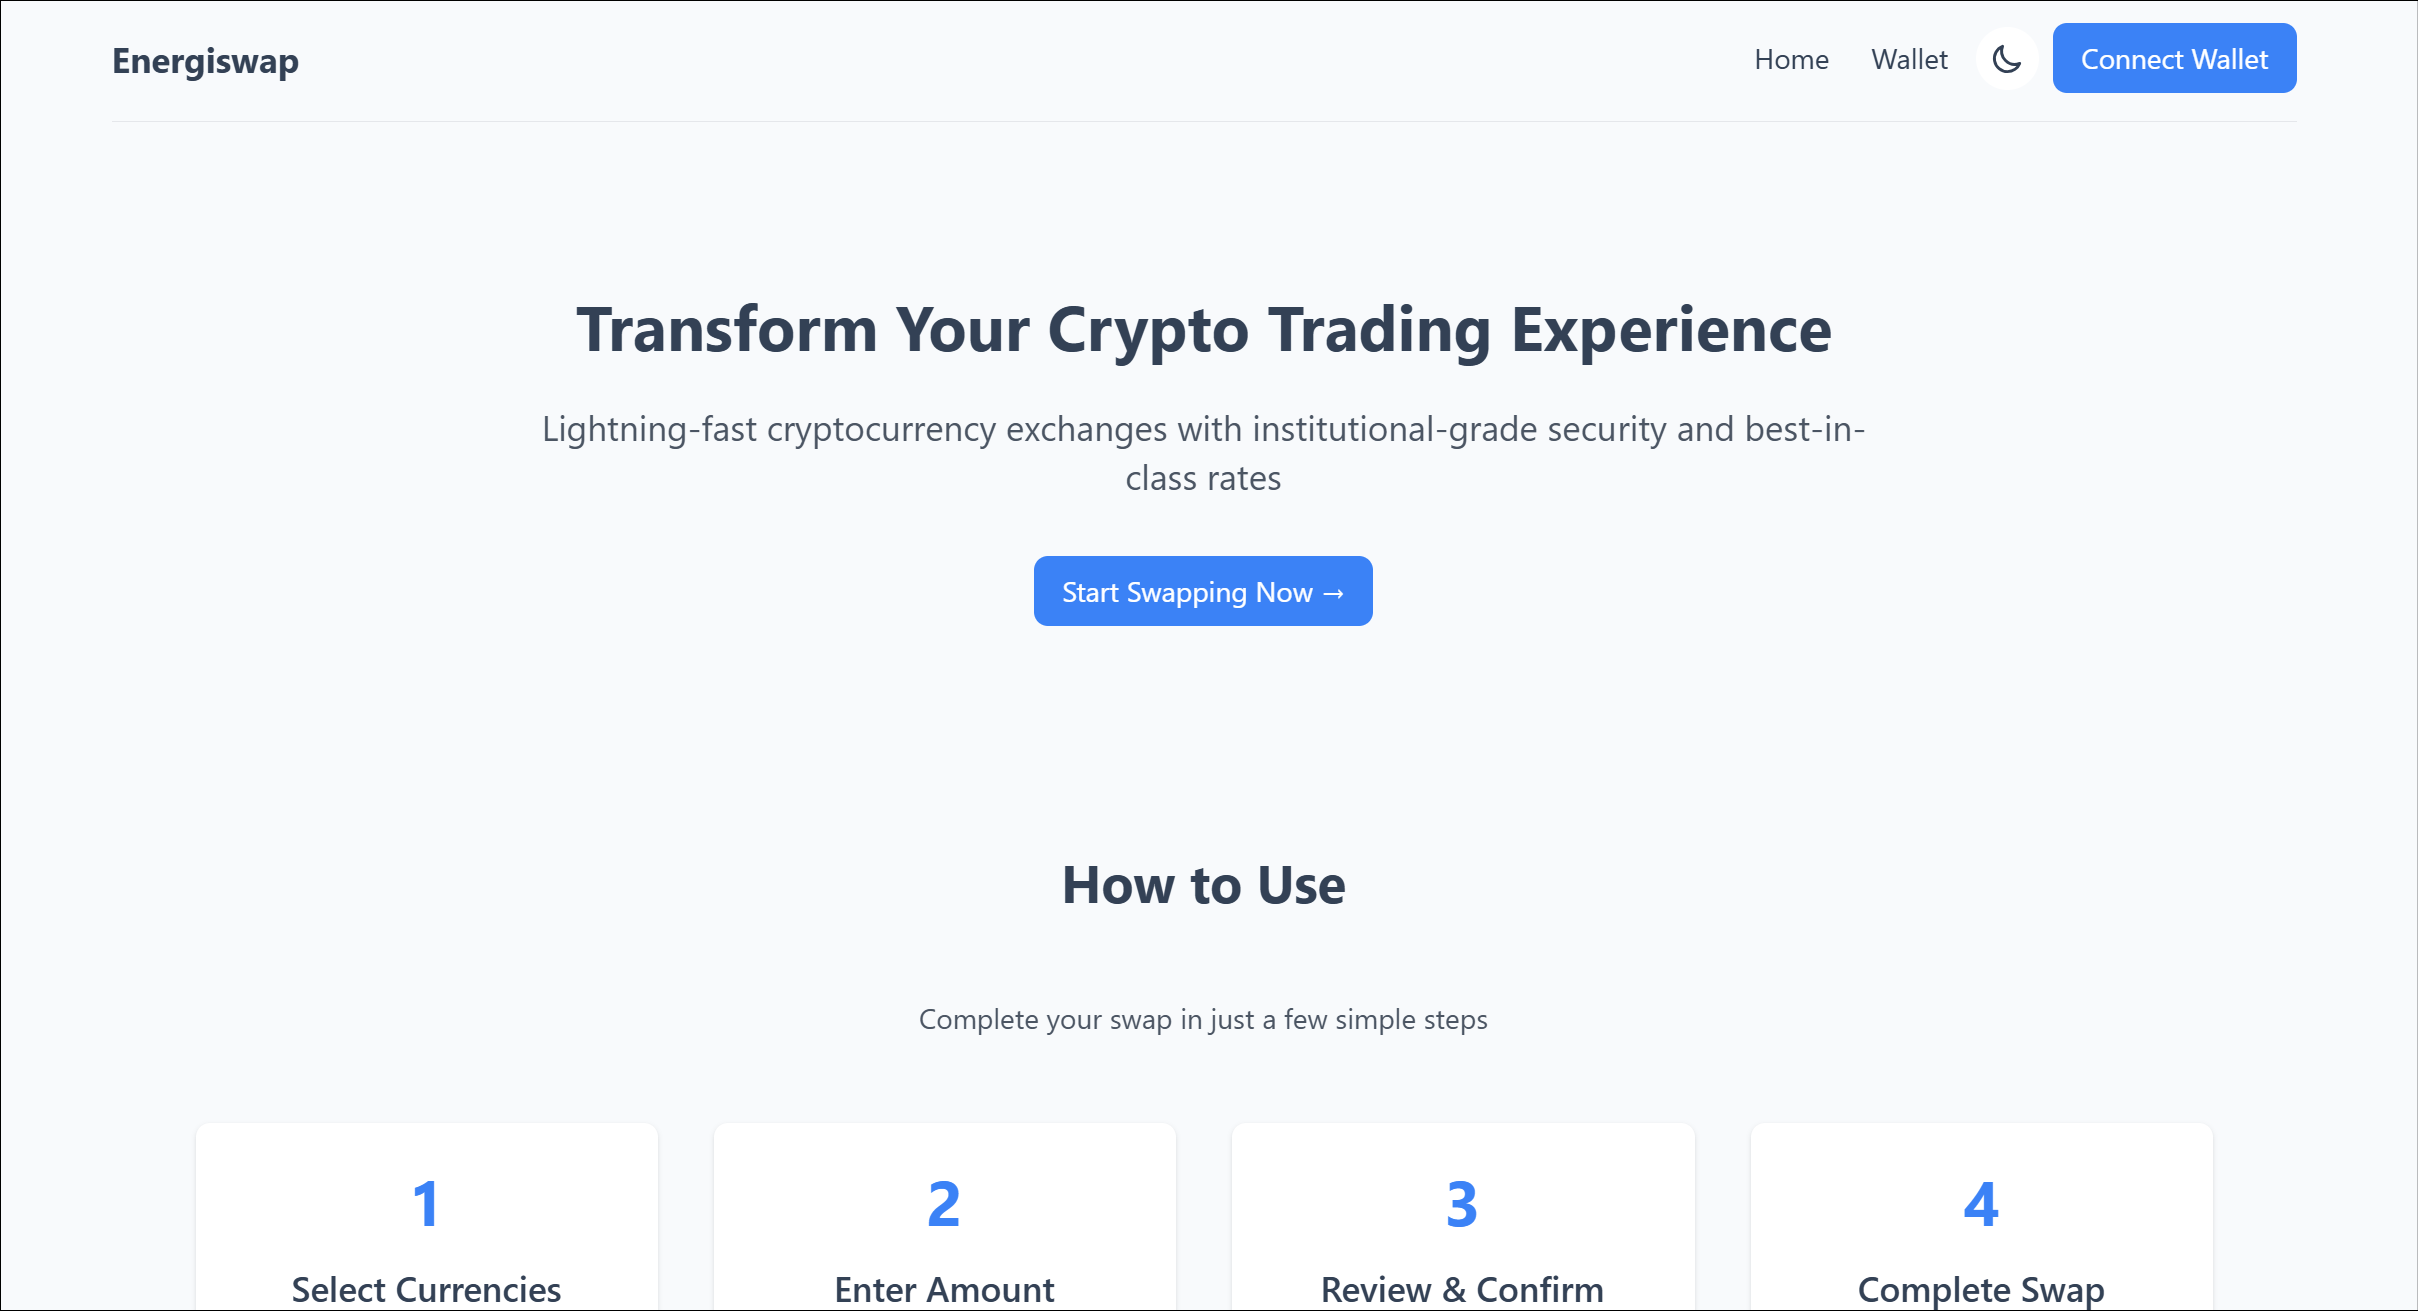 Energiswap
Home
Wallet
Connect Wallet
Transform Your Crypto Trading Experience
Lightning-fast cryptocurrency exchanges with institutional-grade security and best-in-
class rates
Start Swapping Now →
How to Use
Complete your swap in just a few simple steps
1
Select Currencies
2
Enter Amount
3
Review & Confirm
4
Complete Swap